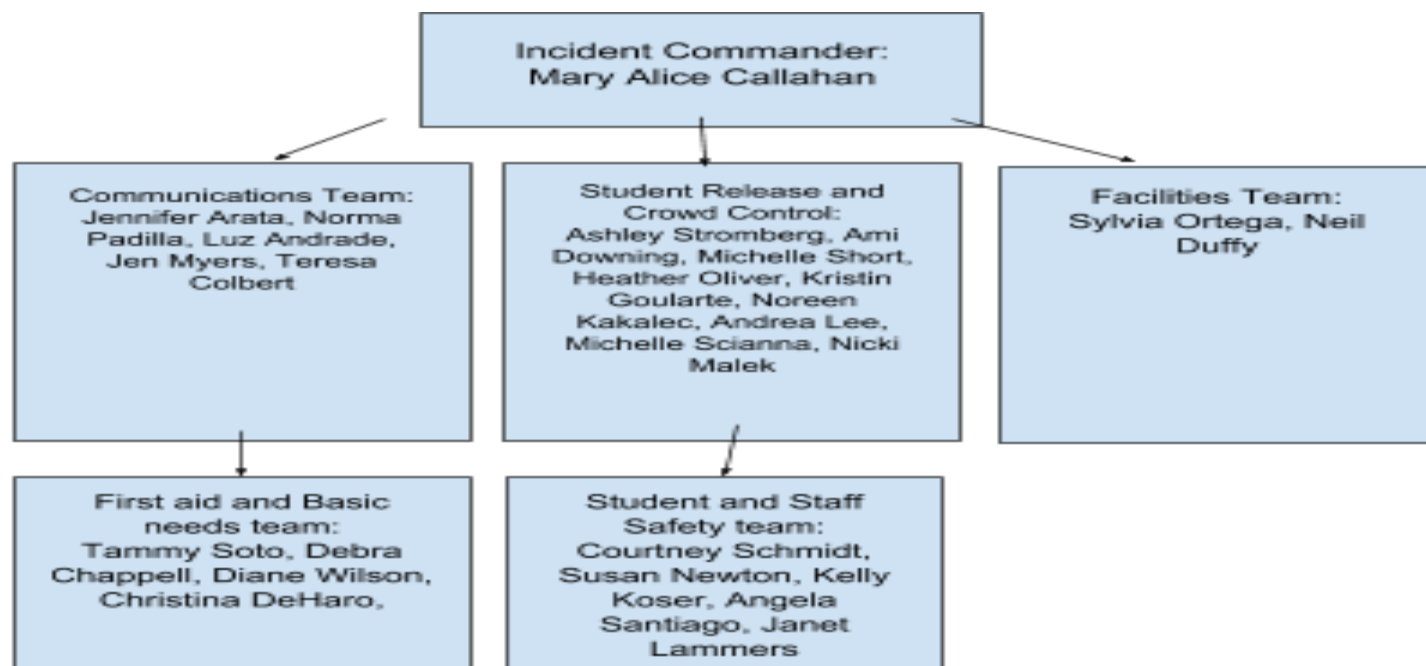 Incident Commander:
Mary Alice Callahan
Communications Team:
Jennifer Arata, Norma
Padilla, Luz Andrade,
Jen Myers, Teresa
Colbert
Student Release and
Crowd Control:
Ashley Stromberg, Ami
Downing, Michelle Short,
Heather Oliver, Kristin
Goularte, Noreen
Kakalec, Andrea Lee,
Michelle Scianna, Nicki
Malek
Facilities Team:
Sylvia Ortega, Neil
Duffy
First aid and Basic
needs team:
Tammy Soto, Debra
Chappell, Diane Wilson,
Christina DeHaro,
Student and Staff
Safety team:
Courtney Schmidt,
Susan Newton, Kelly
Koser, Angela
Santiago, Janet
Lammers